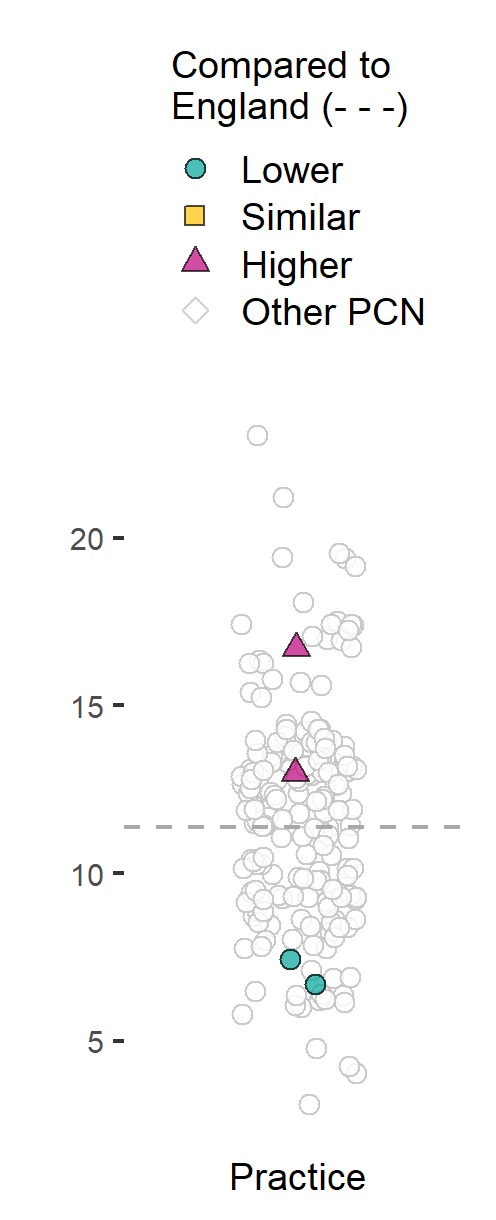 Compared to
England (- - -)
Lower
Similar
Higher
Other PCN
20
15
10
5
Practice